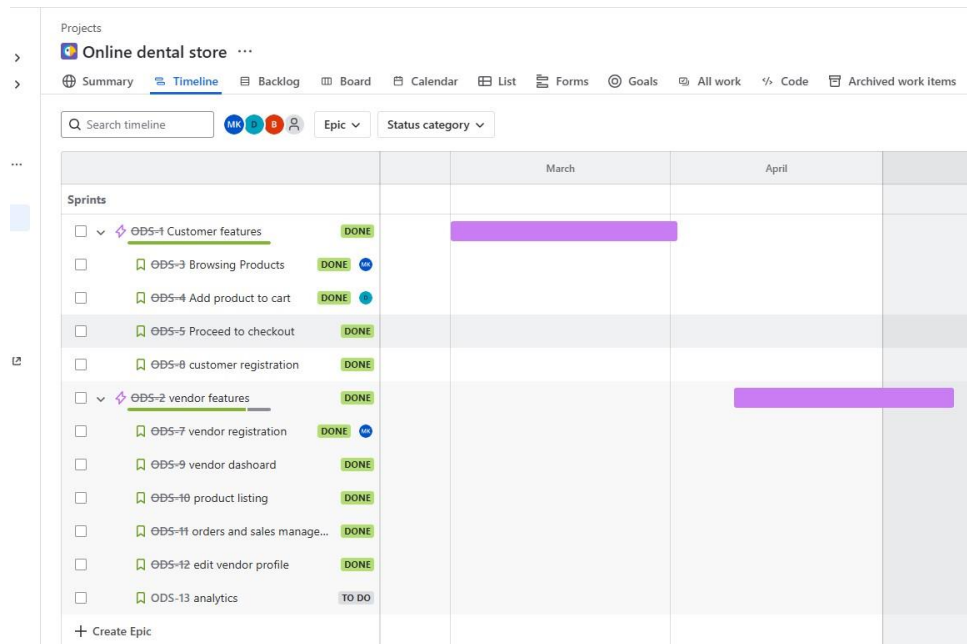 Projects
Online dental store ...
Summary Timeline Backlog Board Calendar List Forms Goals All work Code Archived work items
Search timeline MK D B Epic Status category
March April
Sprints
ODS-1 Customer features DONE
ODS-3 Browsing Products DONE MK
ODS-4 Add product to cart DONE D
ODS-5 Proceed to checkout DONE
ODS-8 customer registration DONE
ODS-2 vendor features DONE
ODS-7 vendor registration DONE MK
ODS-9 vendor dashoard DONE
ODS-10 product listing DONE
ODS-11 orders and sales manage... DONE
ODS-12 edit vendor profile DONE
ODS-13 analytics TO DO
+ Create Epic